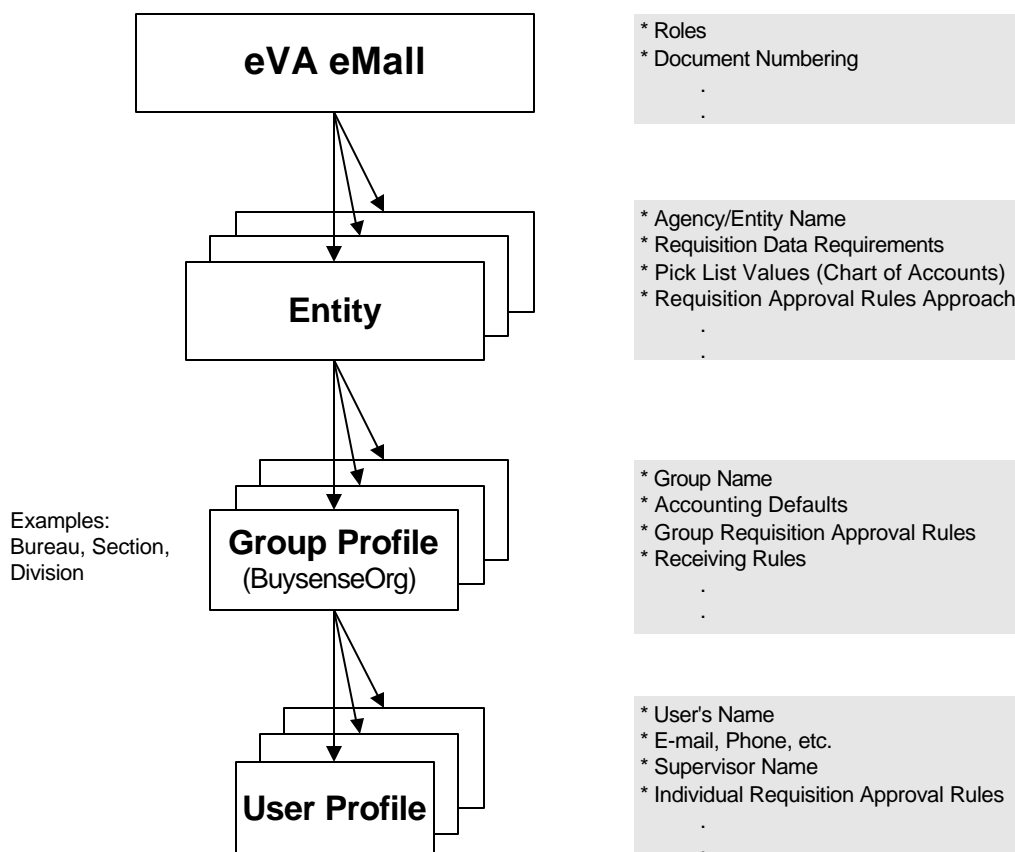 eVA eMall
* Roles
* Document Numbering
.
.
* Agency/Entity Name
* Requisition Data Requirements
* Pick List Values (Chart of Accounts)
* Requisition Approval Rules Approach
.
.
Entity
* Group Name
* Accounting Defaults
* Group Requisition Approval Rules
* Receiving Rules
.
.
Examples:
Bureau, Section,
Division
Group Profile
(BuysenseOrg)
* User's Name
* E-mail, Phone, etc.
* Supervisor Name
* Individual Requisition Approval Rules
.
.
User Profile